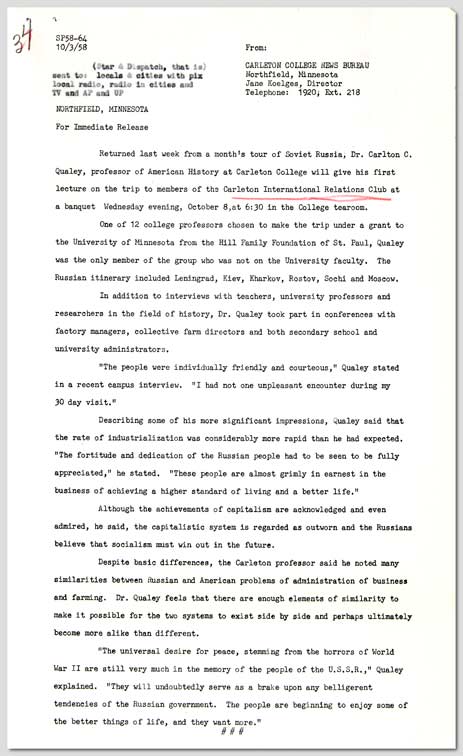 34
SP58-64
10/3/58
From:
(Star & Dispatch, that is)
sent to: locals & cities with pix
local radio, radio in cities and
TV and AP and UP
CARLETON COLLEGE NEWS BUREAU
Northfield, Minnesota
Jane Koelges, Director
Telephone: 1920; Ext. 218
NORTHFIELD, MINNESOTA
For Immediate Release
Returned last week from a month's tour of Soviet Russia, Dr. Carlton C.
Qualey, professor of American History at Carleton College will give his first
lecture on the trip to members of the Carleton International Relations Club at
a banquet Wednesday evening, October 8,at 6:30 in the College tearoom.
One of 12 college professors chosen to make the trip under a grant to
the University of Minnesota from the Hill Family Foundation of St. Paul, Qualey
was the only member of the group who was not on the University faculty. The
Russian itinerary included Leningrad, Kiev, Kharkov, Rostov, Sochi and Moscow.
In addition to interviews with teachers, university professors and
researchers in the field of history, Dr. Qualey took part in conferences with
factory managers, collective farm directors and both secondary school and
university administrators.
"The people were individually friendly and courteous," Qualey stated
in a recent campus interview. "I had not one unpleasant encounter during my
30 day visit."
Describing some of his more significant impressions, Qualey said that
the rate of industrialization was considerably more rapid than he had expected.
"The fortitude and dedication of the Russian people had to be seen to be fully
appreciated," he stated. "These people are almost grimly in earnest in the
business of achieving a higher standard of living and a better life."
Although the achievements of capitalism are acknowledged and even
admired, he said, the capitalistic system is regarded as outworn and the Russians
believe that socialism must win out in the future.
Despite basic differences, the Carleton professor said he noted many
similarities between Russian and American problems of administration of business
and farming. Dr. Qualey feels that there are enough elements of similarity to
make it possible for the two systems to exist side by side and perhaps ultimately
become more alike than different.
"The universal desire for peace, stemming from the horrors of World
War II are still very much in the memory of the people of the U.S.S.R.," Qualey
explained. "They will undoubtedly serve as a brake upon any belligerent
tendencies of the Russian government. The people are beginning to enjoy some of
the better things of life, and they want more."
# # #